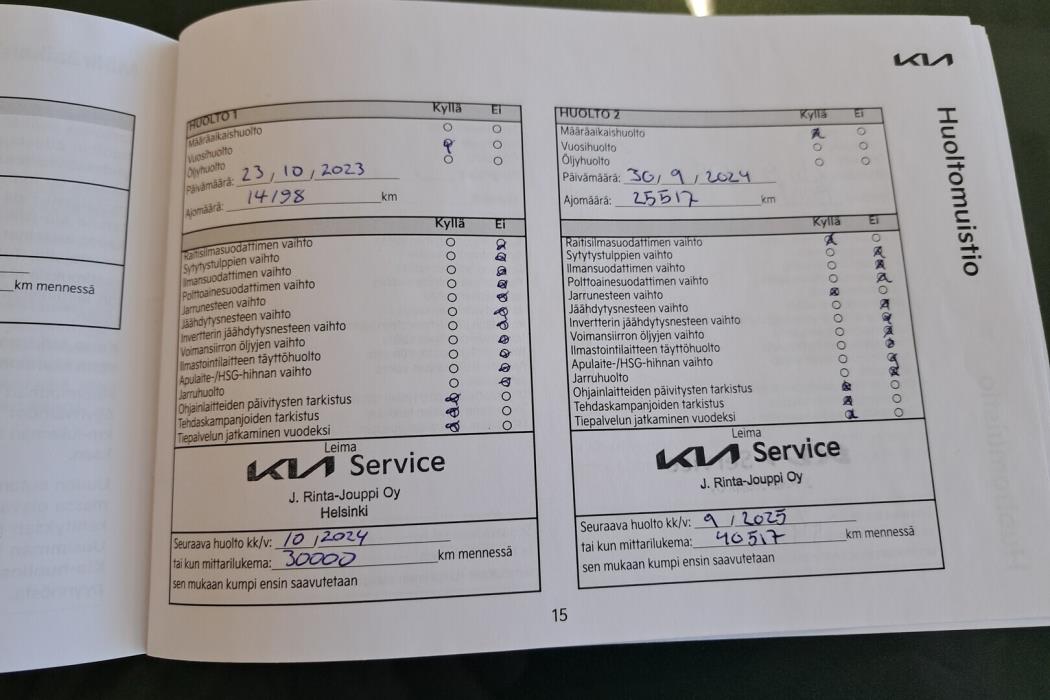 KIA
Huoltomuistio
km mennessä
HUOLTO 1 Kyllä Ei
Määräaikaishuolto
Vuosihuolto
Öljyhuolto
Päivämäärä: 23 / 10 / 2023
Ajomäärä: 14198 km
Kyllä Ei
Raitisilmasuodattimen vaihto
Sytytystulppien vaihto
Ilmansuodattimen vaihto
Polttoainesuodattimen vaihto
Jarrunesteen vaihto
Jäähdytysnesteen vaihto
Invertterin jäähdytysnesteen vaihto
Voimansiirron öljyjen vaihto
Ilmastointilaitteen täyttöhuolto
Apulaite-/HSG-hihnan vaihto
Jarruhuolto
Ohjainlaitteiden päivitysten tarkistus
Tehdaskampanjoiden tarkistus
Tiepalvelun jatkaminen vuodeksi
Leima
KIA Service
J. Rinta-Jouppi Oy
Helsinki
Seuraava huolto kk/v: 10 / 2024
tai kun mittarilukema: 30000 km mennessä
sen mukaan kumpi ensin saavutetaan
HUOLTO 2 Kyllä Ei
Määräaikaishuolto
Vuosihuolto
Öljyhuolto
Päivämäärä: 30 / 9 / 2024
Ajomäärä: 25517 km
Kyllä Ei
Raitisilmasuodattimen vaihto
Sytytystulppien vaihto
Ilmansuodattimen vaihto
Polttoainesuodattimen vaihto
Jarrunesteen vaihto
Jäähdytysnesteen vaihto
Invertterin jäähdytysnesteen vaihto
Voimansiirron öljyjen vaihto
Ilmastointilaitteen täyttöhuolto
Apulaite-/HSG-hihnan vaihto
Jarruhuolto
Ohjainlaitteiden päivitysten tarkistus
Tehdaskampanjoiden tarkistus
Tiepalvelun jatkaminen vuodeksi
Leima
KIA Service
J. Rinta-Jouppi Oy
Seuraava huolto kk/v: 9 / 2025
tai kun mittarilukema: 40517 km mennessä
sen mukaan kumpi ensin saavutetaan
15